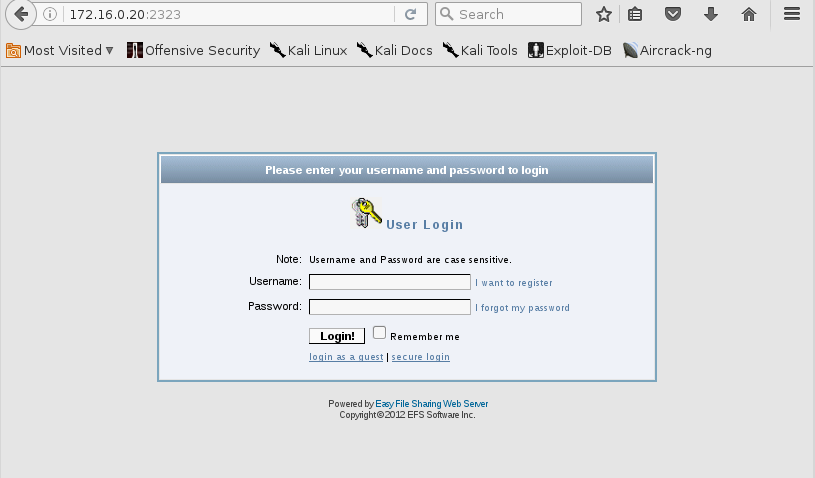 172.16.0.20:2323 Search
Most Visited Offensive Security Kali Linux Kali Docs Kali Tools Exploit-DB Aircrack-ng
Please enter your username and password to login
User Login
Note: Username and Password are case sensitive.
Username: I want to register
Password: I forgot my password
Login! Remember me
login as a guest | secure login
Powered by Easy File Sharing Web Server
Copyright©2012 EFS Software Inc.